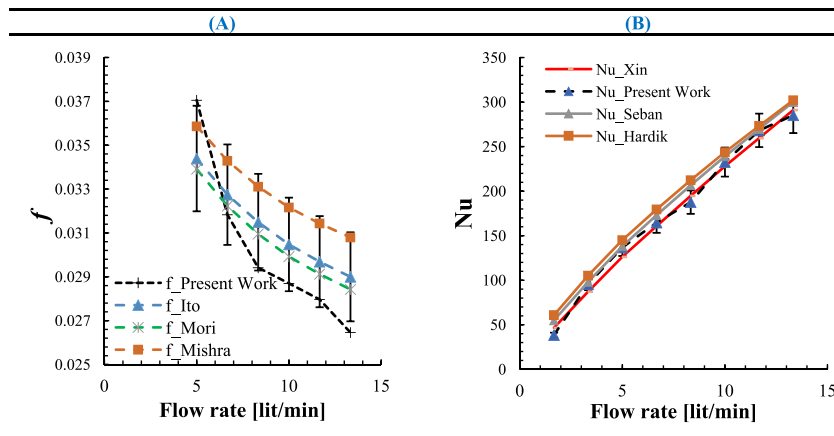 (A)
(B)
0.039
0.037
0.035
0.033
0.031
0.029
0.027
0.025
f
f_Present Work
f_Ito
f_Mori
f_Mishra
0
5
10
15
Flow rate [lit/min]
350
300
250
200
150
100
50
0
Nu
Nu_Xin
Nu_Present Work
Nu_Seban
Nu_Hardik
0
5
10
15
Flow rate [lit/min]